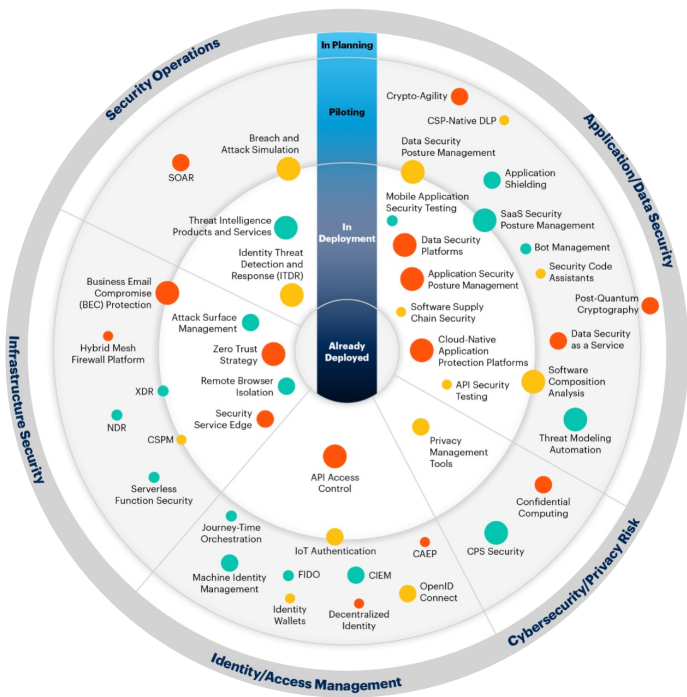 Security Operations
In Planning
Piloting
In
Deployment
Already
Deployed
Breach and
Attack Simulation
SOAR
Threat Intelligence
Products and Services
Identity Threat
Detection and
Response (ITDR)
Application/Data Security
Crypto-Agility
CSP-Native DLP
Data Security
Posture Management
Application
Shielding
Mobile Application
Security Testing
SaaS Security
Posture Management
Data Security
Platforms
Bot Management
Application Security
Posture Management
Security Code
Assistants
Post-Quantum
Cryptography
Software Supply
Chain Security
Data Security
as a Service
Cloud-Native
Application
Protection Platforms
Software
Composition
Analysis
API Security
Testing
Threat Modeling
Automation
Infrastructure Security
Business Email
Compromise
(BEC) Protection
Attack Surface
Management
Hybrid Mesh
Firewall Platform
Zero Trust
Strategy
Remote Browser
Isolation
XDR
NDR
Security
Service Edge
CSPM
Serverless
Function Security
Cybersecurity/Privacy Risk
Privacy
Management
Tools
Confidential
Computing
CPS Security
Identity/Access Management
API Access
Control
Journey-Time
Orchestration
IoT Authentication
CAEP
Machine Identity
Management
FIDO
CIEM
OpenID
Connect
Identity
Wallets
Decentralized
Identity